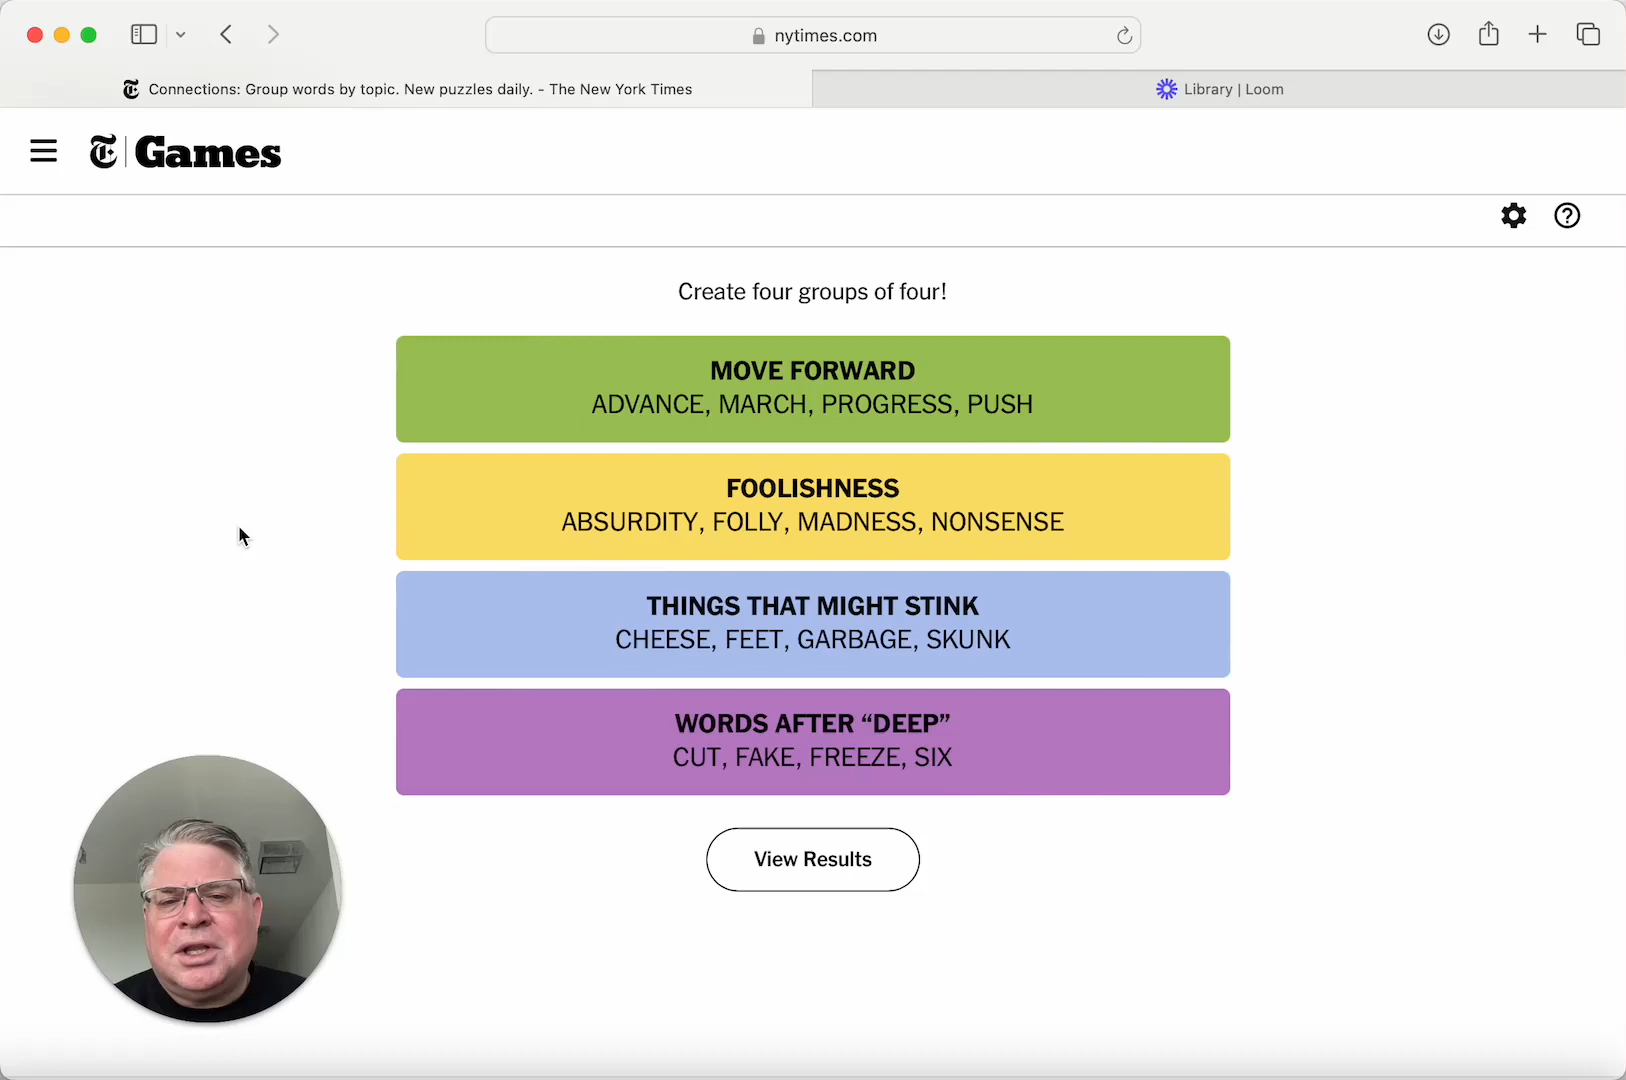 nytimes.com
Connections: Group words by topic. New puzzles daily. - The New York Times
Library | Loom
T | Games
Create four groups of four!
MOVE FORWARD
ADVANCE, MARCH, PROGRESS, PUSH
FOOLISHNESS
ABSURDITY, FOLLY, MADNESS, NONSENSE
THINGS THAT MIGHT STINK
CHEESE, FEET, GARBAGE, SKUNK
WORDS AFTER “DEEP”
CUT, FAKE, FREEZE, SIX
View Results